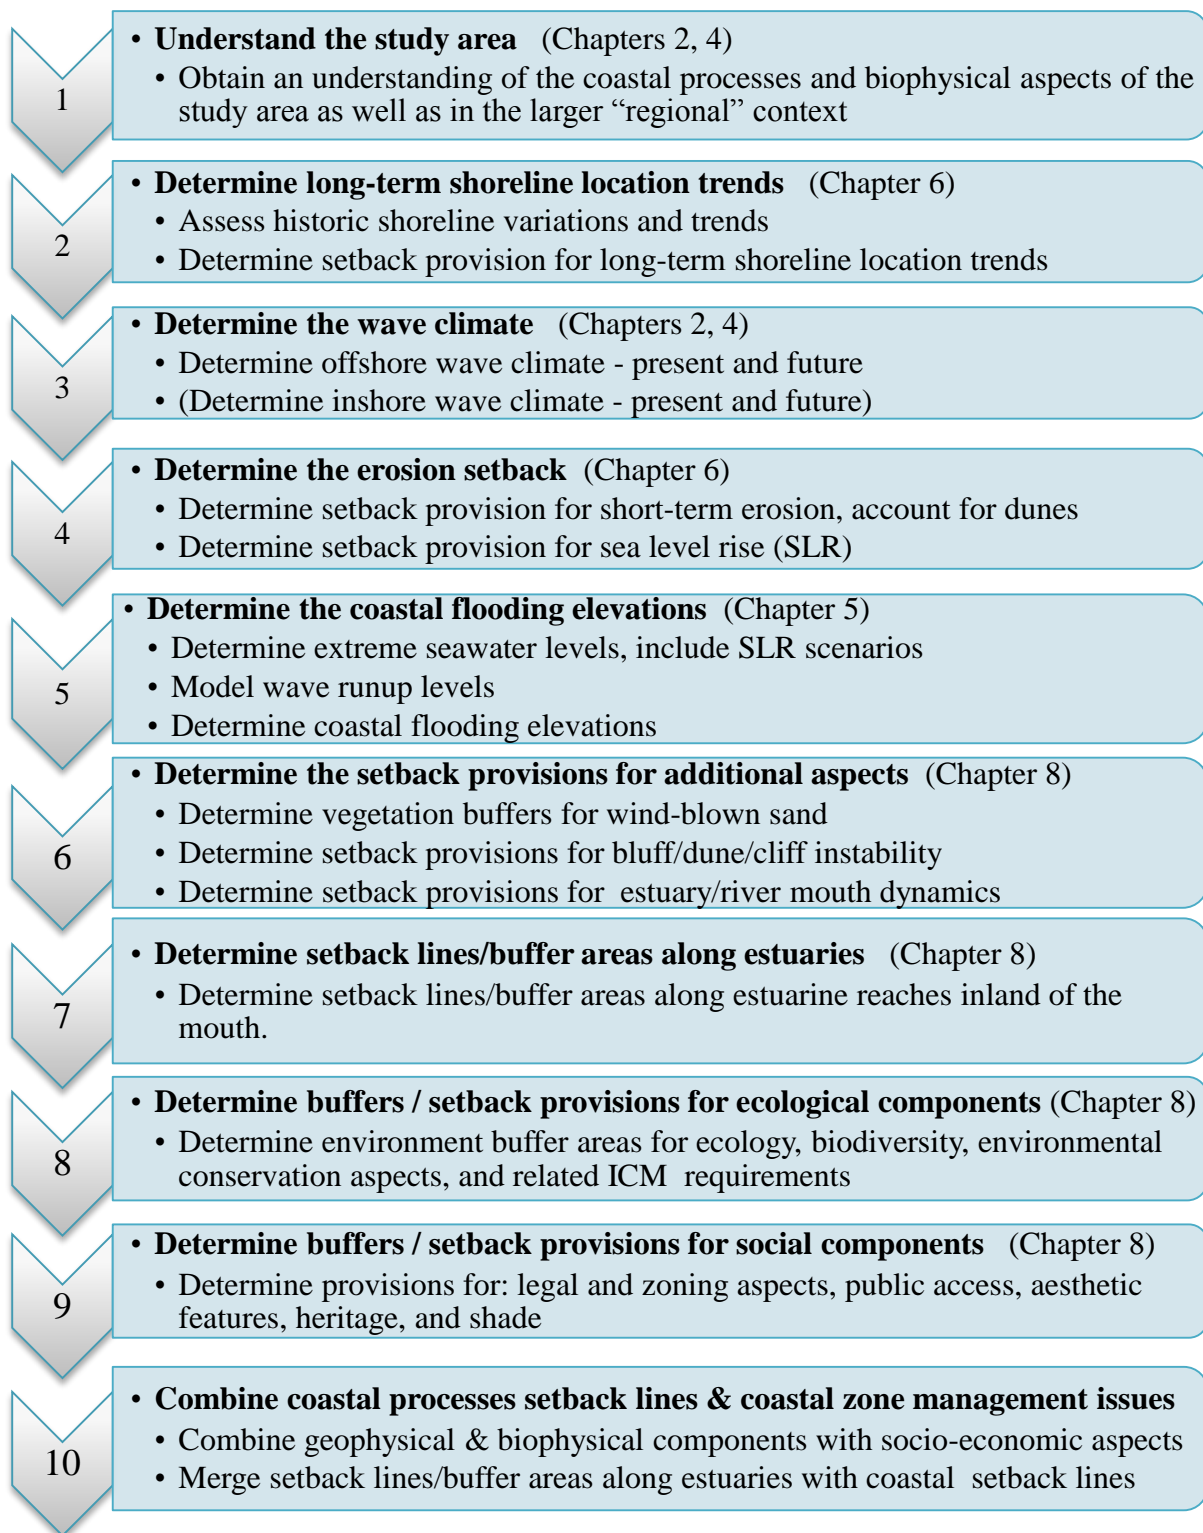 1
• Understand the study area (Chapters 2, 4)
• Obtain an understanding of the coastal processes and biophysical aspects of the
study area as well as in the larger “regional” context
2
• Determine long-term shoreline location trends (Chapter 6)
• Assess historic shoreline variations and trends
• Determine setback provision for long-term shoreline location trends
3
• Determine the wave climate (Chapters 2, 4)
• Determine offshore wave climate - present and future
• (Determine inshore wave climate - present and future)
4
• Determine the erosion setback (Chapter 6)
• Determine setback provision for short-term erosion, account for dunes
• Determine setback provision for sea level rise (SLR)
5
• Determine the coastal flooding elevations (Chapter 5)
• Determine extreme seawater levels, include SLR scenarios
• Model wave runup levels
• Determine coastal flooding elevations
6
• Determine the setback provisions for additional aspects (Chapter 8)
• Determine vegetation buffers for wind-blown sand
• Determine setback provisions for bluff/dune/cliff instability
• Determine setback provisions for estuary/river mouth dynamics
7
• Determine setback lines/buffer areas along estuaries (Chapter 8)
• Determine setback lines/buffer areas along estuarine reaches inland of the
mouth.
8
• Determine buffers / setback provisions for ecological components (Chapter 8)
• Determine environment buffer areas for ecology, biodiversity, environmental
conservation aspects, and related ICM requirements
9
• Determine buffers / setback provisions for social components (Chapter 8)
• Determine provisions for: legal and zoning aspects, public access, aesthetic
features, heritage, and shade
10
• Combine coastal processes setback lines & coastal zone management issues
• Combine geophysical & biophysical components with socio-economic aspects
• Merge setback lines/buffer areas along estuaries with coastal setback lines